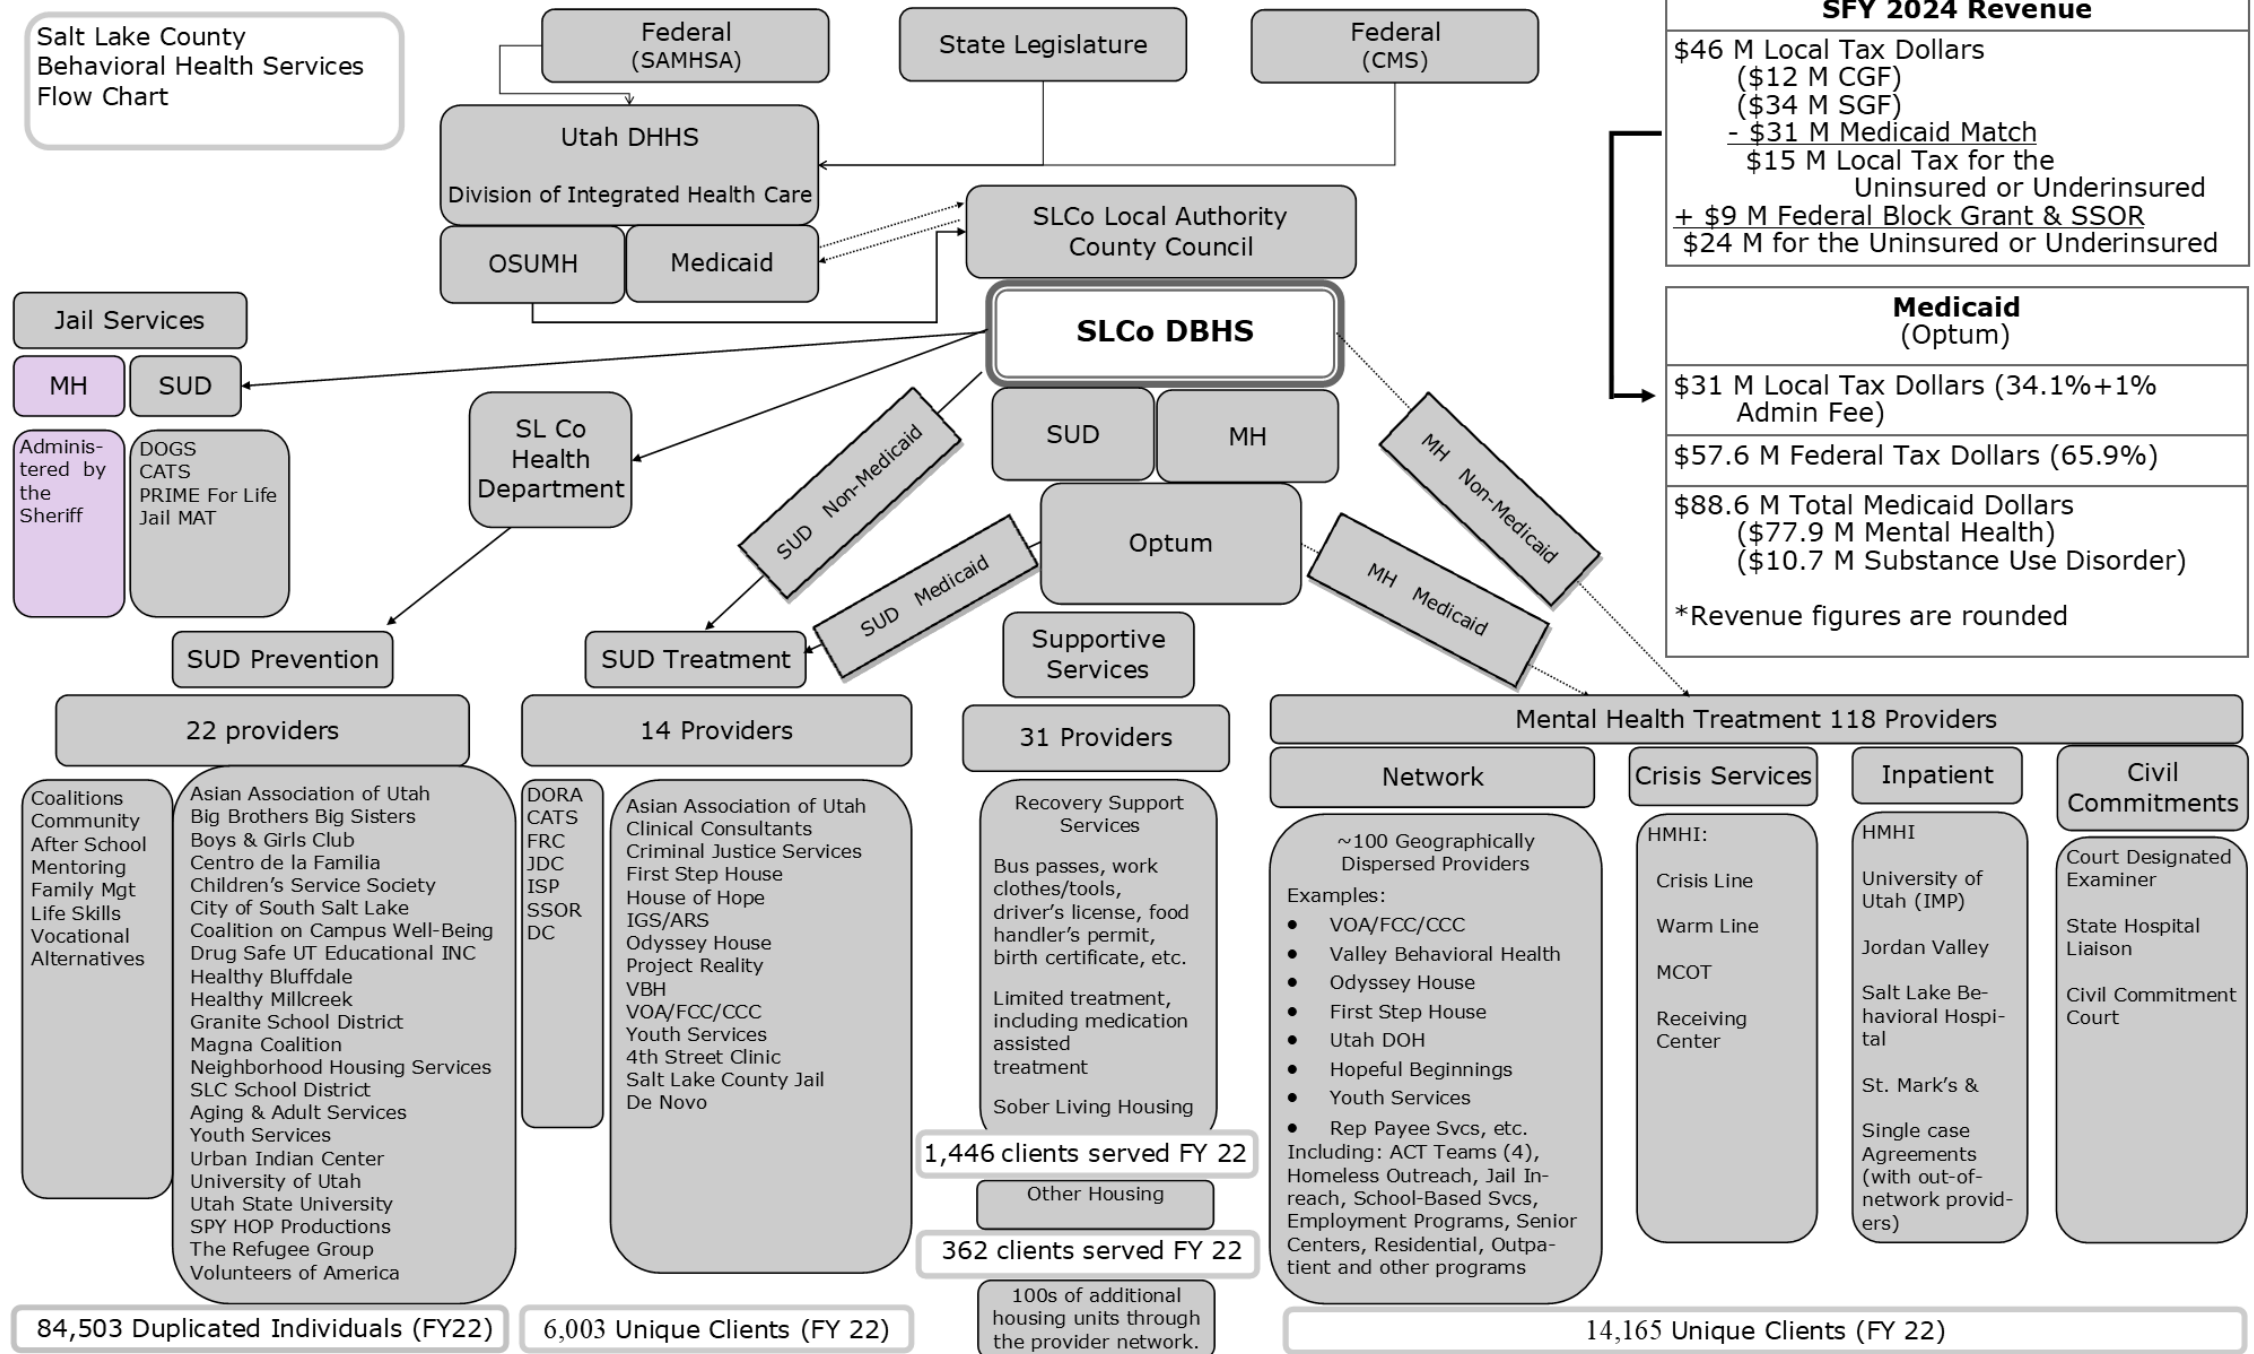 Salt Lake County
Behavioral Health Services
Flow Chart
Federal
(SAMHSA)
State Legislature
Federal
(CMS)
Utah DHHS
Division of Integrated Health Care
OSUMH
Medicaid
SLCo Local Authority
County Council
SLCo DBHS
SUD
MH
Optum
SFY 2024 Revenue
$46 M Local Tax Dollars
($12 M CGF)
($34 M SGF)
- $31 M Medicaid Match
$15 M Local Tax for the
Uninsured or Underinsured
+ $9 M Federal Block Grant & SSOR
$24 M for the Uninsured or Underinsured
Medicaid
(Optum)
$31 M Local Tax Dollars (34.1%+1%
Admin Fee)
$57.6 M Federal Tax Dollars (65.9%)
$88.6 M Total Medicaid Dollars
($77.9 M Mental Health)
($10.7 M Substance Use Disorder)
*Revenue figures are rounded
Jail Services
MH
SUD
Adminis-
tered by
the
Sheriff
DOGS
CATS
PRIME For Life
Jail MAT
SL Co
Health
Department
SUD Non-Medicaid
SUD Medicaid
MH Non-Medicaid
MH Medicaid
SUD Prevention
22 providers
Coalitions
Community
After School
Mentoring
Family Mgt
Life Skills
Vocational
Alternatives
Asian Association of Utah
Big Brothers Big Sisters
Boys & Girls Club
Centro de la Familia
Children’s Service Society
City of South Salt Lake
Coalition on Campus Well-Being
Drug Safe UT Educational INC
Healthy Bluffdale
Healthy Millcreek
Granite School District
Magna Coalition
Neighborhood Housing Services
SLC School District
Aging & Adult Services
Youth Services
Urban Indian Center
University of Utah
Utah State University
SPY HOP Productions
The Refugee Group
Volunteers of America
84,503 Duplicated Individuals (FY22)
SUD Treatment
14 Providers
DORA
CATS
FRC
JDC
ISP
SSOR
DC
Asian Association of Utah
Clinical Consultants
Criminal Justice Services
First Step House
House of Hope
IGS/ARS
Odyssey House
Project Reality
VBH
VOA/FCC/CCC
Youth Services
4th Street Clinic
Salt Lake County Jail
De Novo
6,003 Unique Clients (FY 22)
Supportive
Services
31 Providers
Recovery Support
Services
Bus passes, work
clothes/tools,
driver’s license, food
handler’s permit,
birth certificate, etc.
Limited treatment,
including medication
assisted
treatment
Sober Living Housing
1,446 clients served FY 22
Other Housing
362 clients served FY 22
100s of additional
housing units through
the provider network.
Mental Health Treatment 118 Providers
Network
~100 Geographically
Dispersed Providers
Examples:
• VOA/FCC/CCC
• Valley Behavioral Health
• Odyssey House
• First Step House
• Utah DOH
• Hopeful Beginnings
• Youth Services
• Rep Payee Svcs, etc.
Including: ACT Teams (4),
Homeless Outreach, Jail In-
reach, School-Based Svcs,
Employment Programs, Senior
Centers, Residential, Outpa-
tient and other programs
Crisis Services
HMHI:
Crisis Line
Warm Line
MCOT
Receiving
Center
Inpatient
HMHI
University of
Utah (IMP)
Jordan Valley
Salt Lake Be-
havioral Hospi-
tal
St. Mark’s &
Single case
Agreements
(with out-of-
network provid-
ers)
Civil
Commitments
Court Designated
Examiner
State Hospital
Liaison
Civil Commitment
Court
14,165 Unique Clients (FY 22)